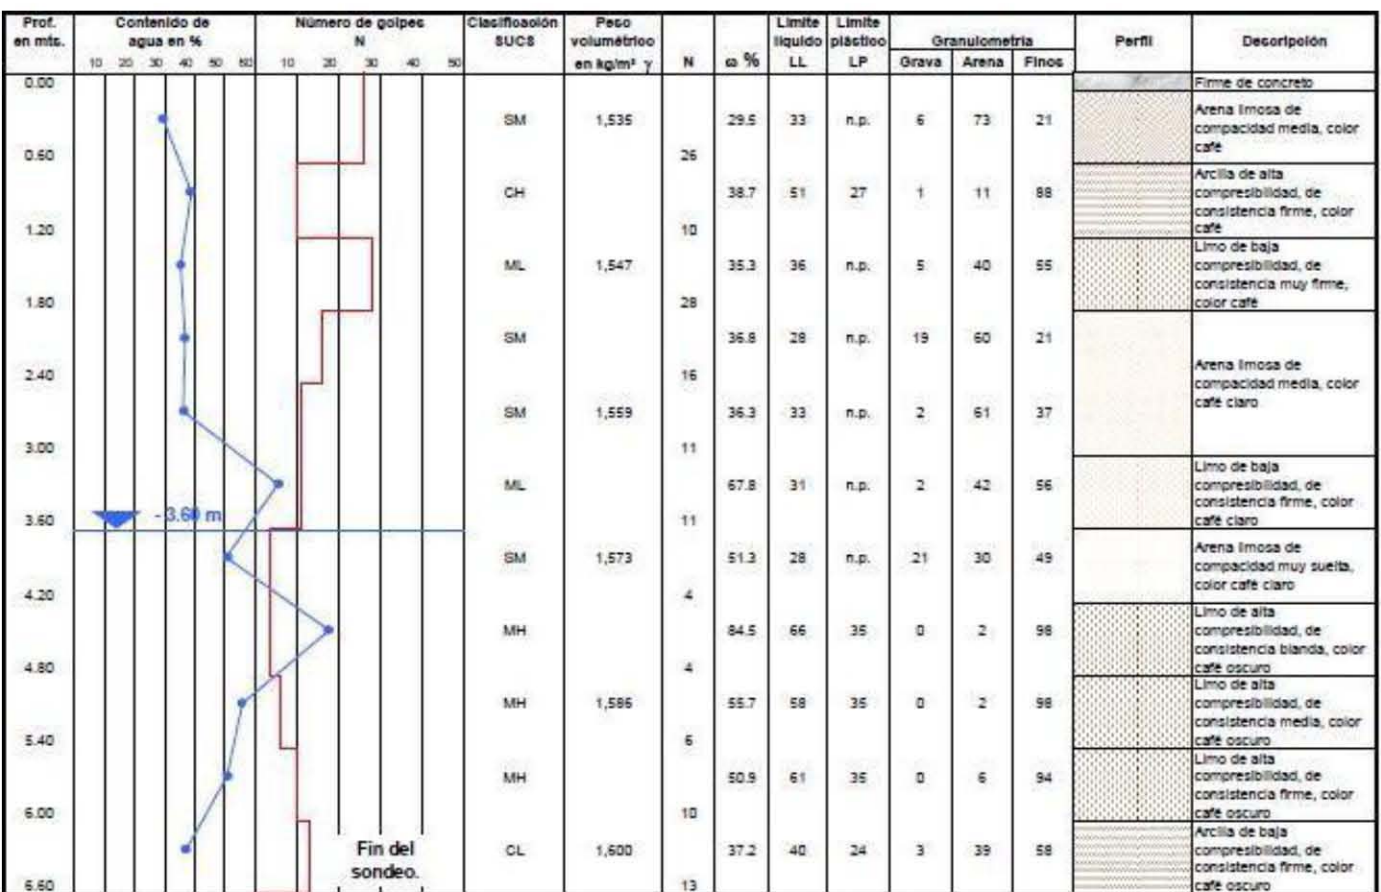 Prof. en mts. Contenido de agua en % Número de golpes N Clasificación SUCS Peso volumétrico en kg/m³ γ N ω % Limite líquido LL Limite plástico LP Granulometria Perfil Descripción
10 20 30 40 50 60 10 20 30 40 50 Grava Arena Finos
0.00 Firme de concreto
SM 1,535 29.5 33 n.p. 6 73 21 Arena limosa de
compacidad media, color
café
0.60 26
CH 38.7 51 27 1 11 88 Arcilla de alta
compresibilidad, de
consistencia firme, color
café
1.20 10
ML 1,547 35.3 36 n.p. 5 40 55 Limo de baja
compresibilidad, de
consistencia muy firme,
color café
1.80 28
SM 36.8 28 n.p. 19 60 21
2.40 16
Arena limosa de
compacidad media, color
café claro
SM 1,559 36.3 33 n.p. 2 61 37
3.00 11
ML 67.8 31 n.p. 2 42 56 Limo de baja
compresibilidad, de
consistencia firme, color
café claro
3.60 - 3.60 m 11
SM 1,573 51.3 28 n.p. 21 30 49 Arena limosa de
compacidad muy suelta,
color café claro
4.20 4
MH 84.5 66 35 0 2 98 Limo de alta
compresibilidad, de
consistencia blanda, color
café oscuro
4.80 4
MH 1,586 55.7 58 35 0 2 98 Limo de alta
compresibilidad, de
consistencia media, color
café oscuro
5.40 6
MH 50.9 61 35 0 6 94 Limo de alta
compresibilidad, de
consistencia firme, color
café oscuro
6.00 10
Fin del
sondeo.
CL 1,600 37.2 40 24 3 39 58 Arcilla de baja
compresibilidad, de
consistencia firme, color
café oscuro
6.60 13